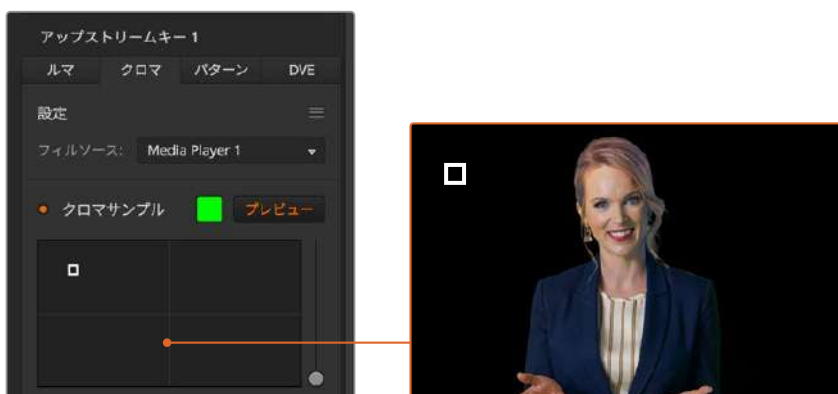 アップストリームキー 1
ルマ クロマ パターン DVE
設定
フィルソース: Media Player 1
クロマサンプル プレビュー